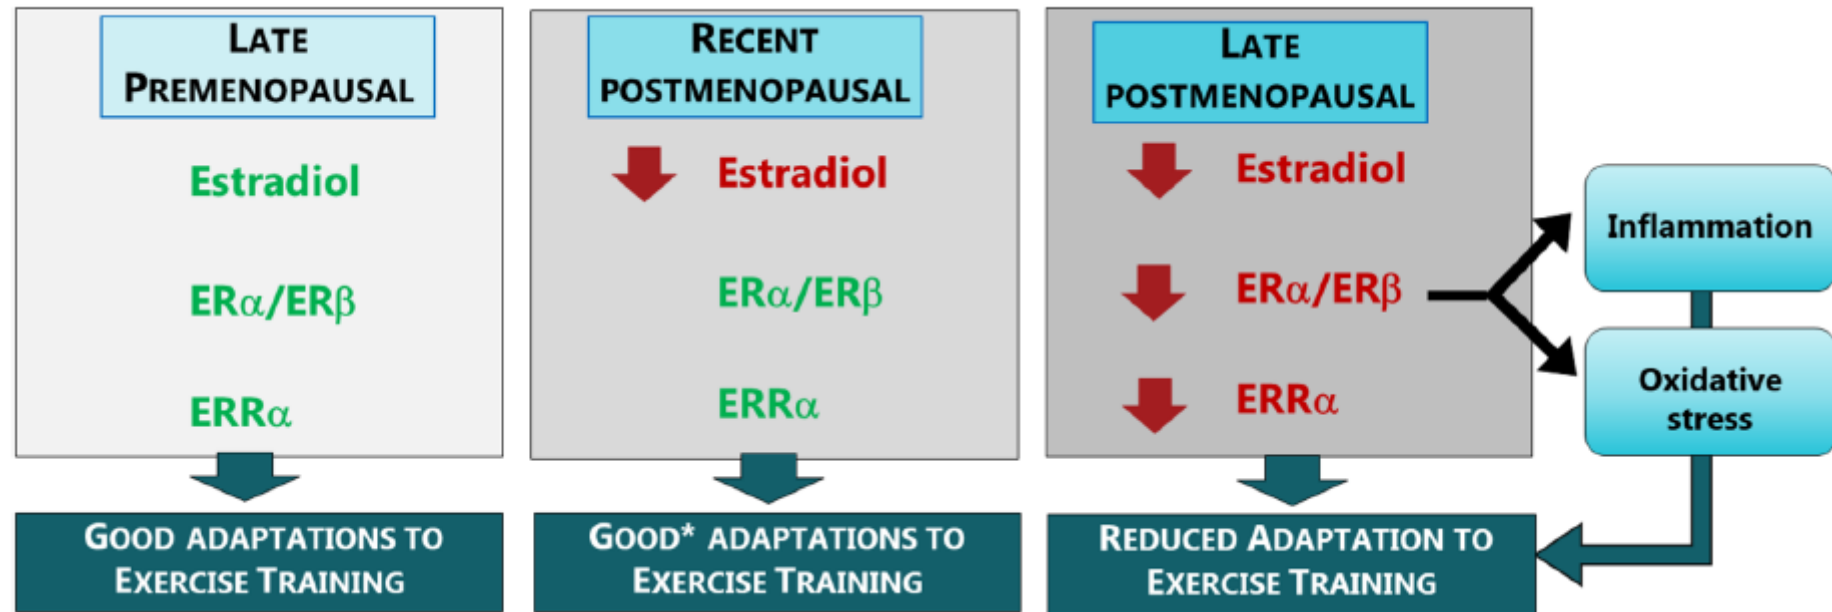 LATE
PREMENOPAUSAL
Estradiol
ERα/ERβ
ERRα
GOOD ADAPTATIONS TO
EXERCISE TRAINING
RECENT
POSTMENOPAUSAL
Estradiol
ERα/ERβ
ERRα
GOOD* ADAPTATIONS TO
EXERCISE TRAINING
LATE
POSTMENOPAUSAL
Estradiol
ERα/ERβ
ERRα
REDUCED ADAPTATION TO
EXERCISE TRAINING
Inflammation
Oxidative
stress